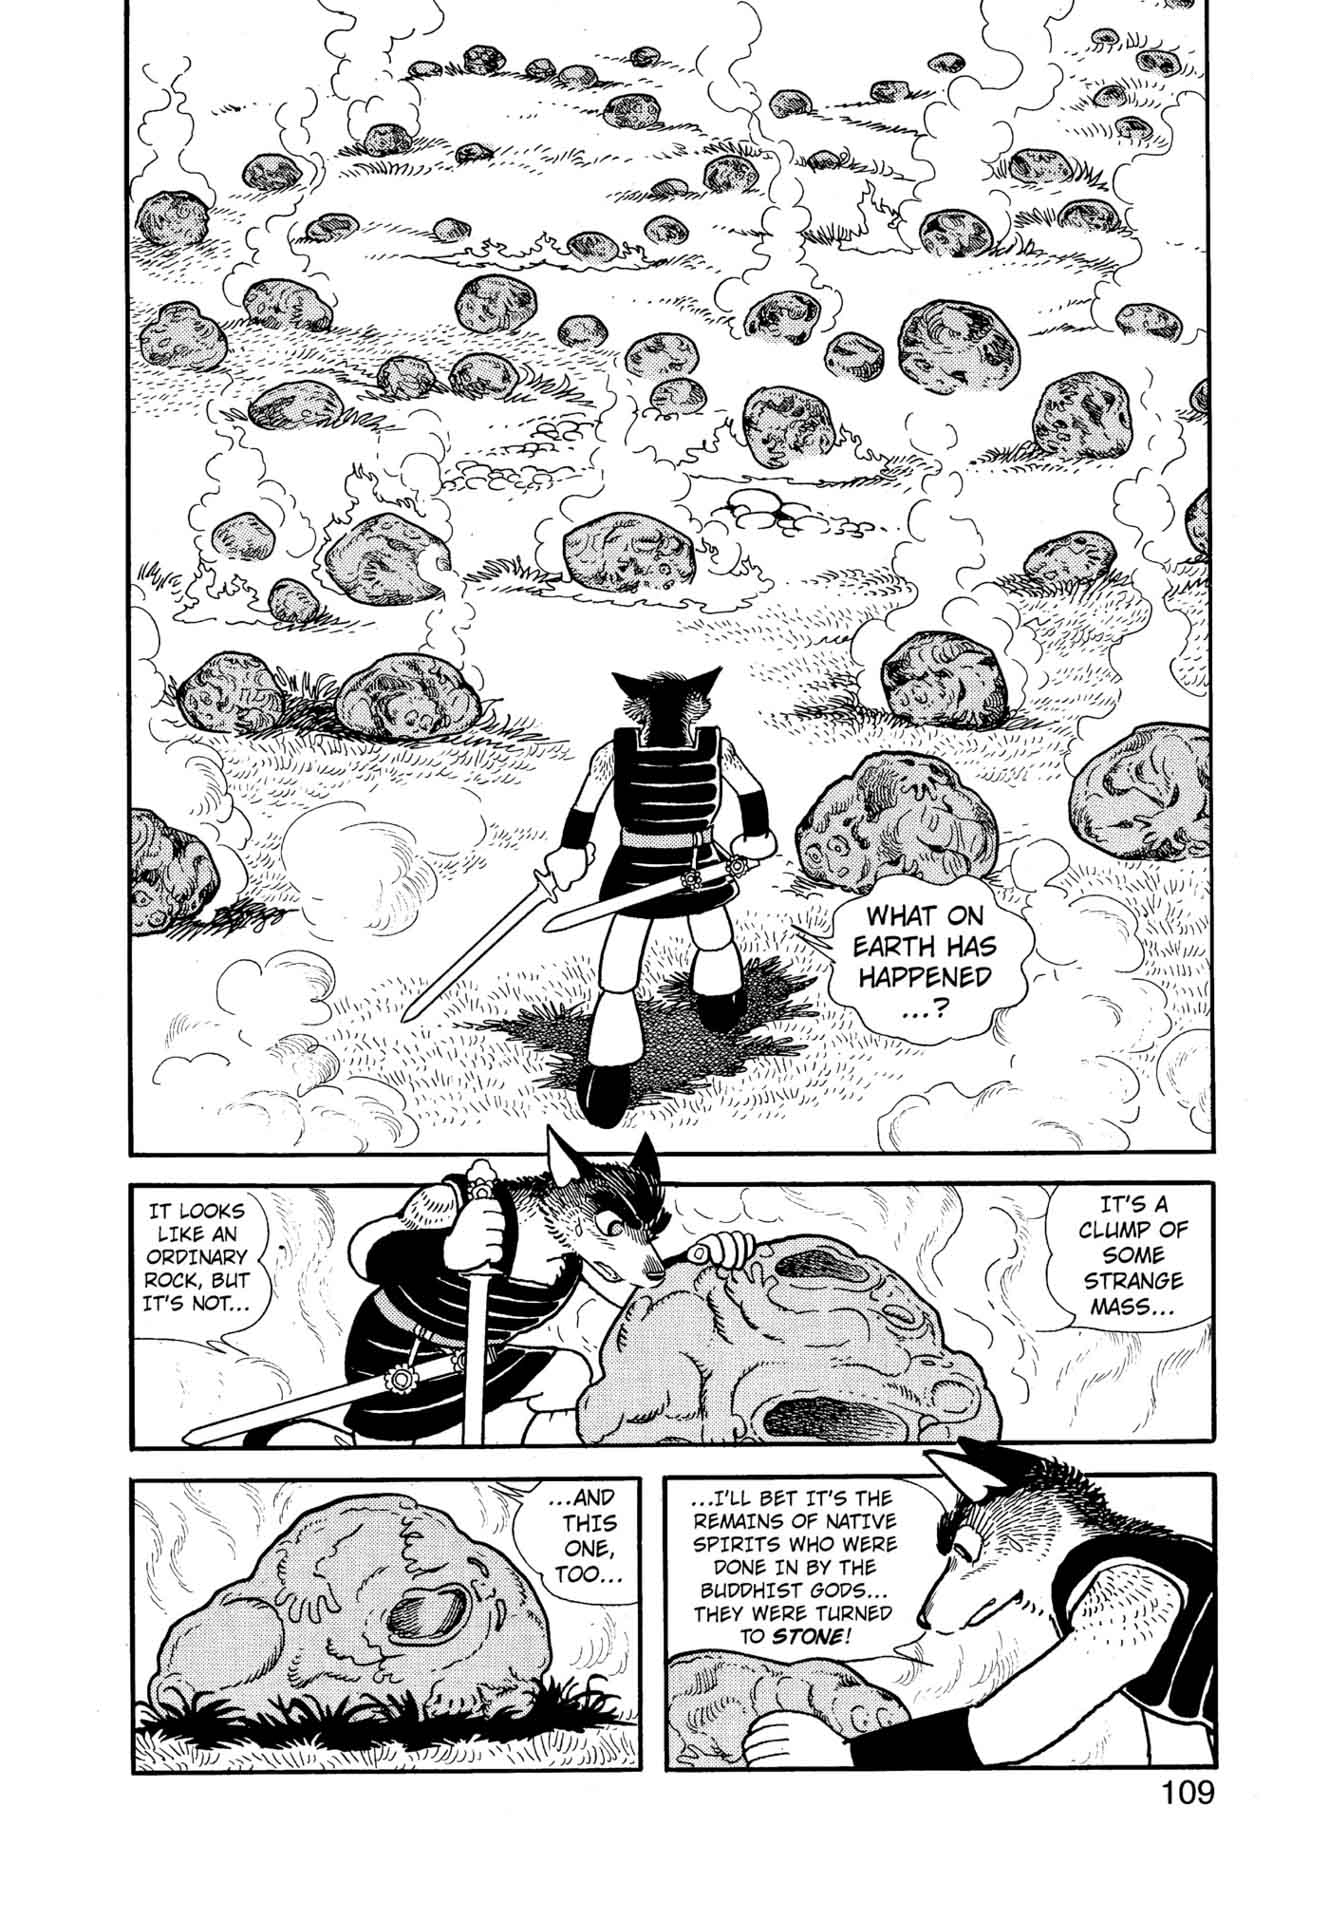 WHAT ON
EARTH HAS
HAPPENED
...?
IT LOOKS
LIKE AN
ORDINARY
ROCK, BUT
IT'S NOT...
IT'S A
CLUMP OF
SOME
STRANGE
MASS...
...AND
THIS
ONE,
TOO...
...I'LL BET IT'S THE
REMAINS OF NATIVE
SPIRITS WHO WERE
DONE IN BY THE
BUDDHIST GODS...
THEY WERE TURNED
TO STONE!
109